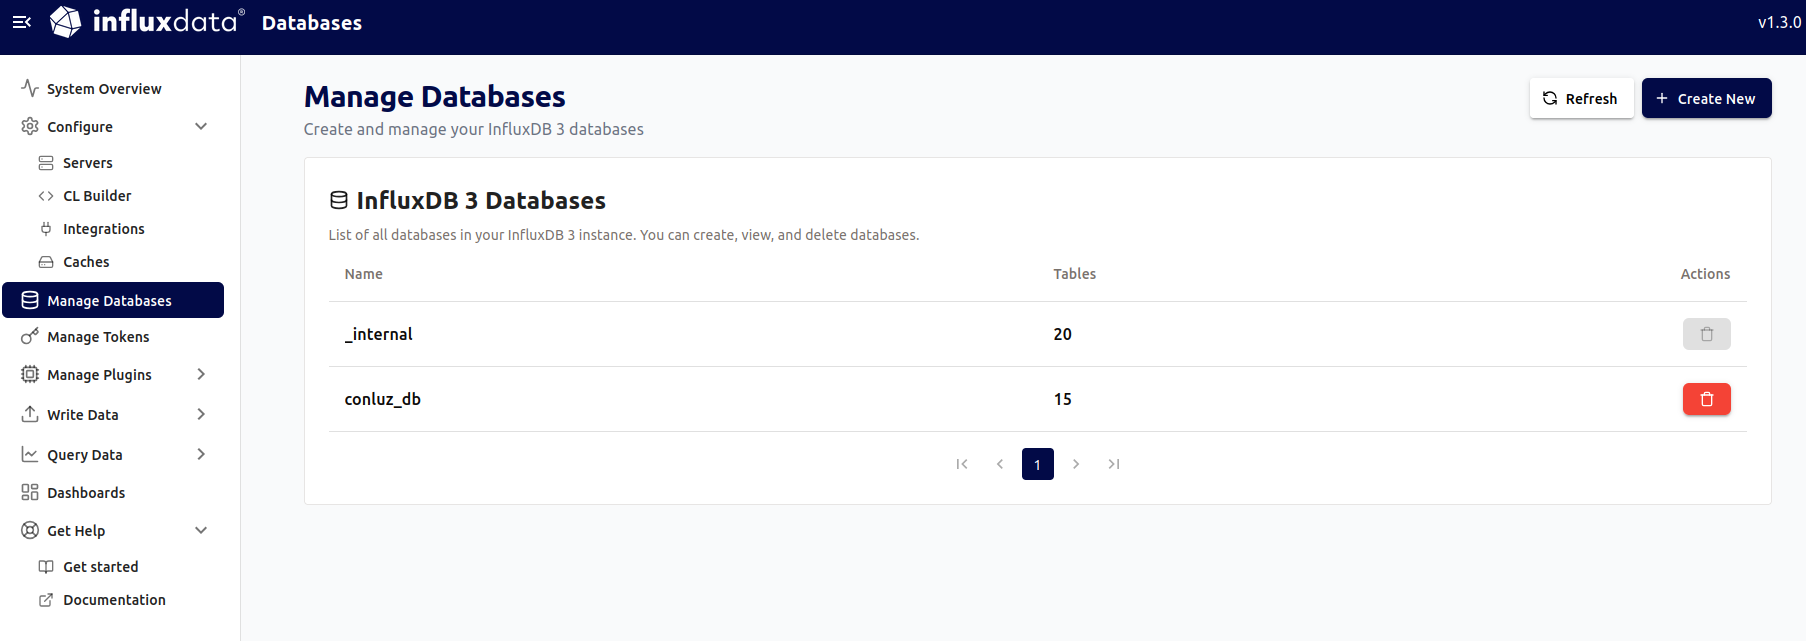 influxdata® Databases v1.3.0
System Overview
Configure
Servers
CL Builder
Integrations
Caches
Manage Databases
Manage Tokens
Manage Plugins
Write Data
Query Data
Dashboards
Get Help
Get started
Documentation
Manage Databases
Create and manage your InfluxDB 3 databases
Refresh
Create New
InfluxDB 3 Databases
List of all databases in your InfluxDB 3 instance. You can create, view, and delete databases.
Name Tables Actions
_internal 20
conluz_db 15
1